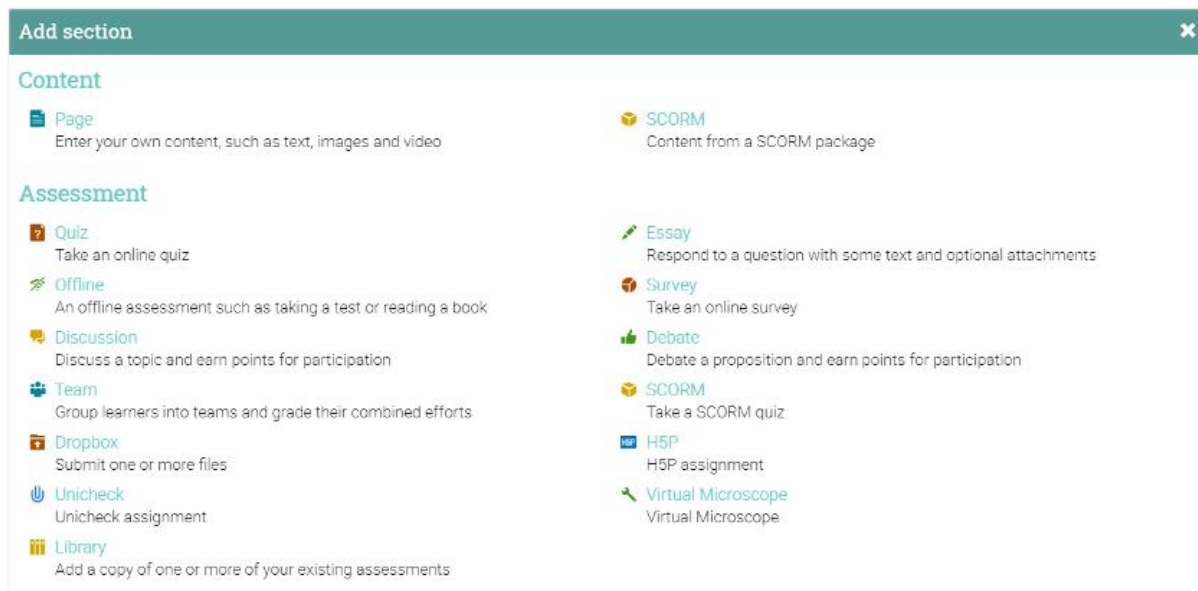 Add section
Content
Page
Enter your own content, such as text, images and video
SCORM
Content from a SCORM package
Assessment
Quiz
Take an online quiz
Essay
Respond to a question with some text and optional attachments
Offline
An offline assessment such as taking a test or reading a book
Survey
Take an online survey
Discussion
Discuss a topic and earn points for participation
Debate
Debate a proposition and earn points for participation
Team
Group learners into teams and grade their combined efforts
SCORM
Take a SCORM quiz
Dropbox
Submit one or more files
H5P
H5P
H5P assignment
Unicheck
Unicheck assignment
Virtual Microscope
Virtual Microscope
Library
Add a copy of one or more of your existing assessments